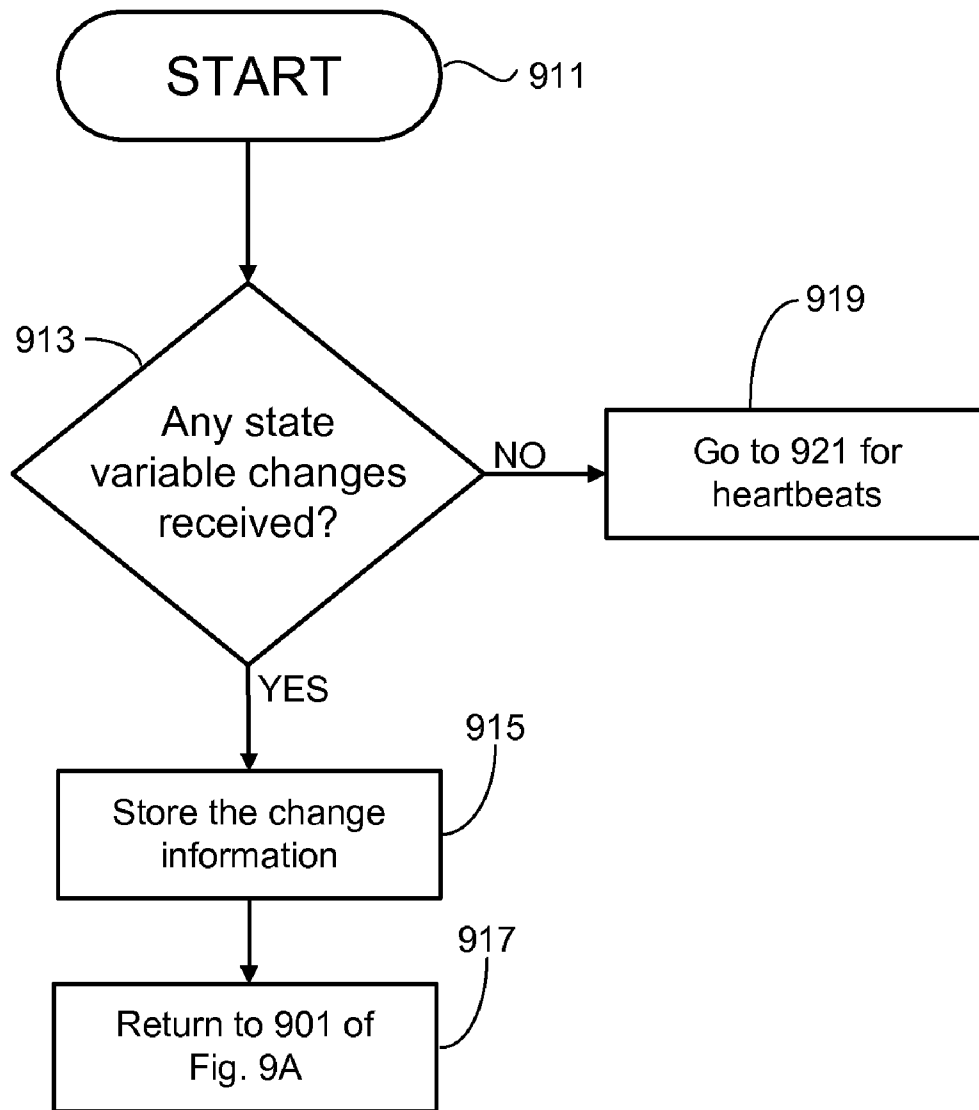 START
911
913
Any state
variable changes
received?
NO
919
Go to 921 for
heartbeats
YES
915
Store the change
information
917
Return to 901 of
Fig. 9A